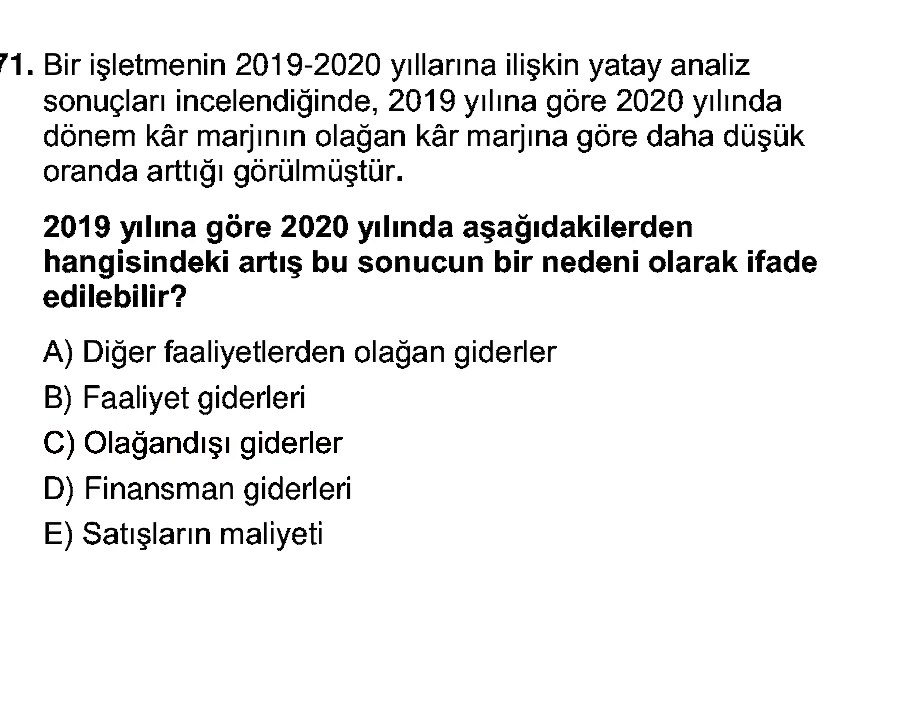 71. Bir işletmenin 2019-2020 yıllarına ilişkin yatay analiz
sonuçları incelendiğinde, 2019 yılına göre 2020 yılında
dönem kâr marjının olağan kâr marjına göre daha düşük
oranda arttığı görülmüştür.
2019 yılına göre 2020 yılında aşağıdakilerden
hangisindeki artış bu sonucun bir nedeni olarak ifade
edilebilir?
A) Diğer faaliyetlerden olağan giderler
B) Faaliyet giderleri
C) Olağandışı giderler
D) Finansman giderleri
E) Satışların maliyeti